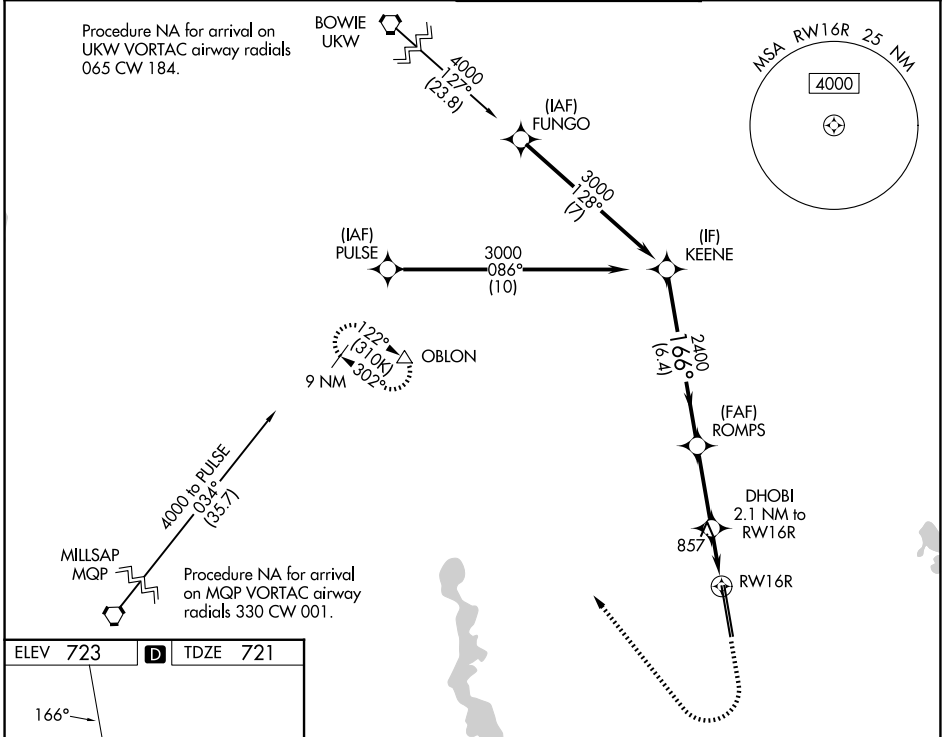 Procedure NA for arrival on
UKW VORTAC airway radials
065 CW 184.
BOWIE
UKW
4000
127°
(23.8)
(IAF)
FUNGO
MSA RW16R 25 NM
4000
3000
128°
(7)
(IAF)
PULSE
3000
086°
(10)
(IF)
KEENE
122°
(310K)
302°
OBLON
9 NM
2400
166°
(6.4)
(FAF)
ROMPS
4000 to PULSE
034°
(35.7)
DHOBI
2.1 NM to
RW16R
857
MILLSAP
MQP
Procedure NA for arrival
on MQP VORTAC airway
radials 330 CW 001.
RW16R
ELEV 723 D TDZE 721
166°